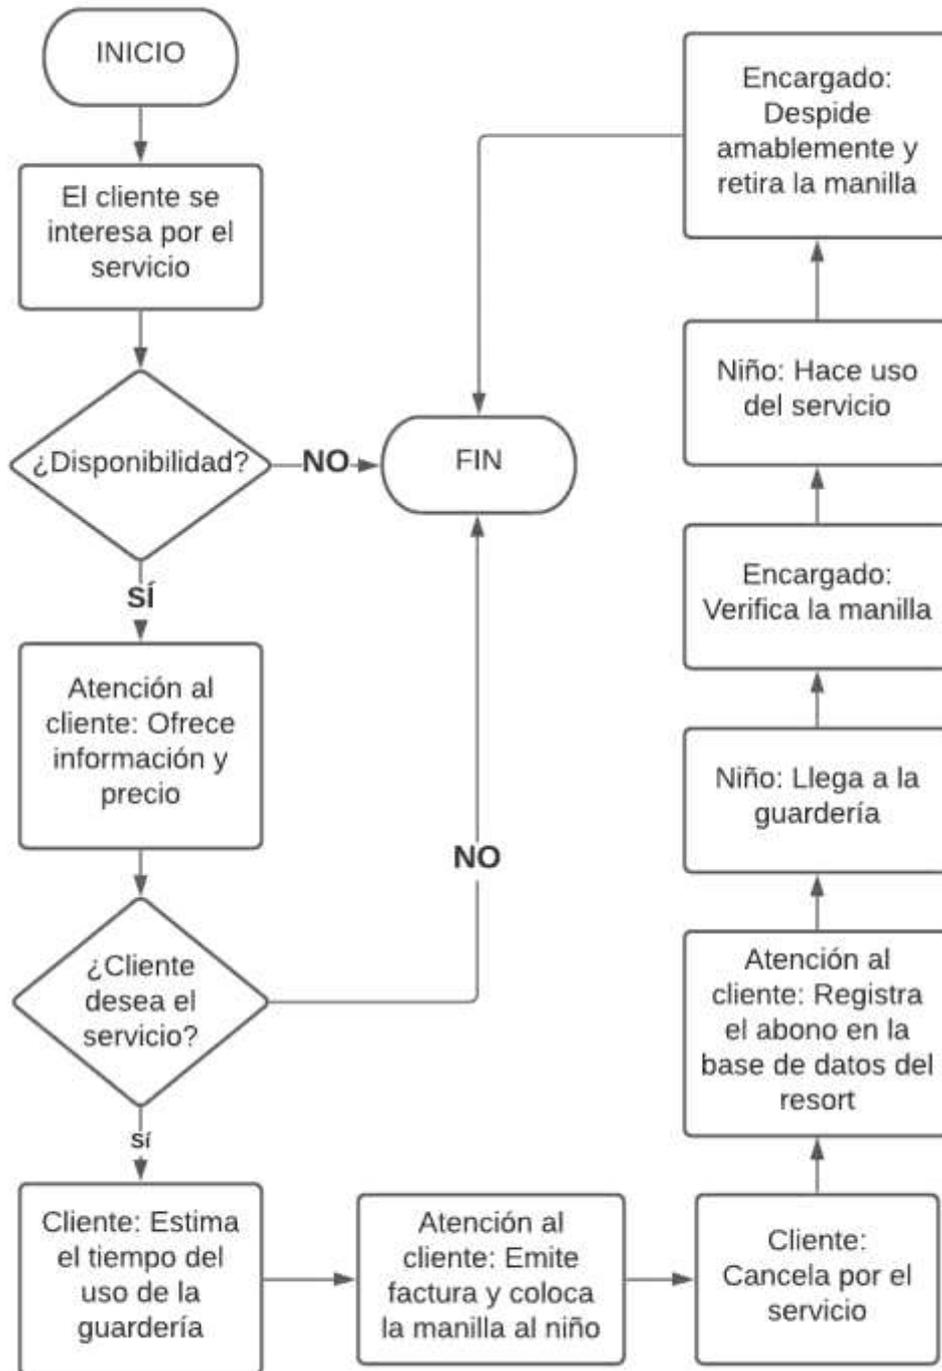 INICIO
El cliente se
interesa por el
servicio
¿Disponibilidad?
NO
FIN
SÍ
Atención al
cliente: Ofrece
información y
precio
¿Cliente
desea el
servicio?
NO
sí
Cliente: Estima
el tiempo del
uso de la
guardería
Atención al
cliente: Emite
factura y coloca
la manilla al niño
Cliente:
Cancela por el
servicio
Atención al
cliente: Registra
el abono en la
base de datos del
resort
Niño: Llega a la
guardería
Encargado:
Verifica la manilla
Niño: Hace uso
del servicio
Encargado:
Despide
amablemente y
retira la manilla